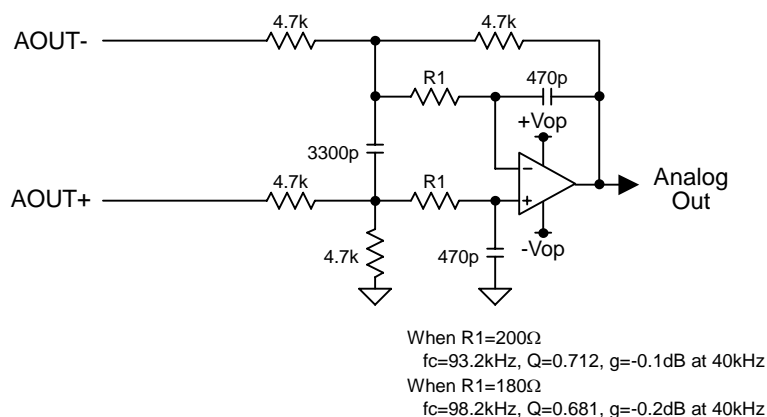 4.7k
4.7k
AOUT-
R1
470p
+Vop
3300p
4.7k
R1
AOUT+
Analog
Out
4.7k
470p
-Vop
When R1=200Ω
fc=93.2kHz, Q=0.712, g=-0.1dB at 40kHz
When R1=180Ω
fc=98.2kHz, Q=0.681, g=-0.2dB at 40kHz